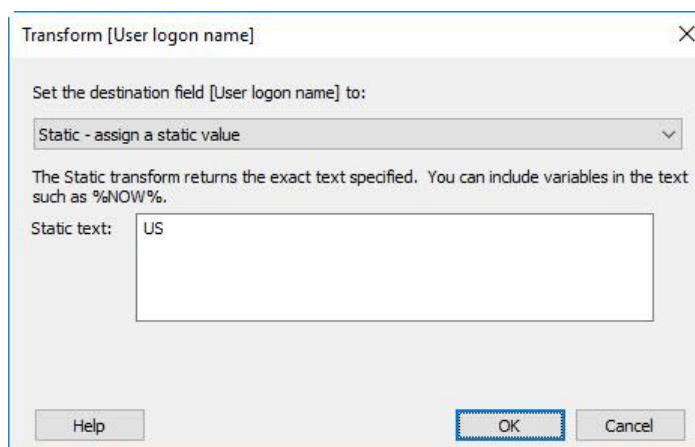 Transform [User logon name]
Set the destination field [User logon name] to:
Static - assign a static value
The Static transform returns the exact text specified.  You can include variables in the text
such as %NOW%.
Static text: US
Help OK Cancel